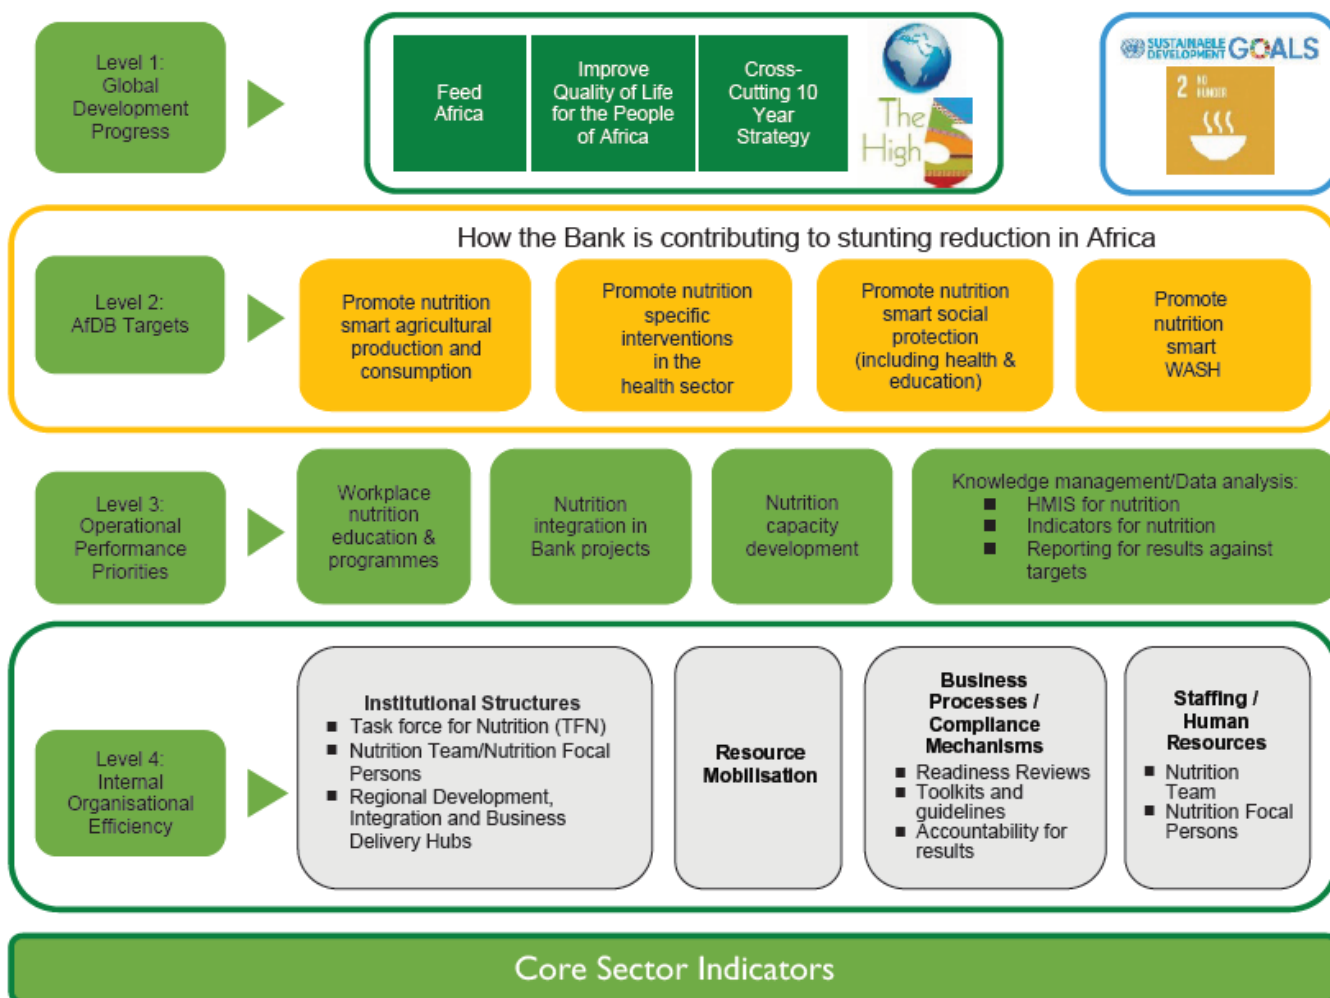 Level 1:
Global
Development
Progress
Feed
Africa
Improve
Quality of Life
for the People
of Africa
Cross-
Cutting 10
Year
Strategy
The
High 5
SUSTAINABLE
DEVELOPMENT
GOALS
2 NO
HUNGER
How the Bank is contributing to stunting reduction in Africa
Level 2:
AfDB Targets
Promote nutrition
smart agricultural
production and
consumption
Promote nutrition
specific
interventions
in the
health sector
Promote nutrition
smart social
protection
(including health &
education)
Promote
nutrition
smart
WASH
Level 3:
Operational
Performance
Priorities
Workplace
nutrition
education &
programmes
Nutrition
integration in
Bank projects
Nutrition
capacity
development
Knowledge management/Data analysis:
■ HMIS for nutrition
■ Indicators for nutrition
■ Reporting for results against
targets
Level 4:
Internal
Organisational
Efficiency
Institutional Structures
■ Task force for Nutrition (TFN)
■ Nutrition Team/Nutrition Focal
Persons
■ Regional Development,
Integration and Business
Delivery Hubs
Resource
Mobilisation
Business
Processes /
Compliance
Mechanisms
■ Readiness Reviews
■ Toolkits and
guidelines
■ Accountability for
results
Staffing /
Human
Resources
■ Nutrition
Team
■ Nutrition Focal
Persons
Core Sector Indicators